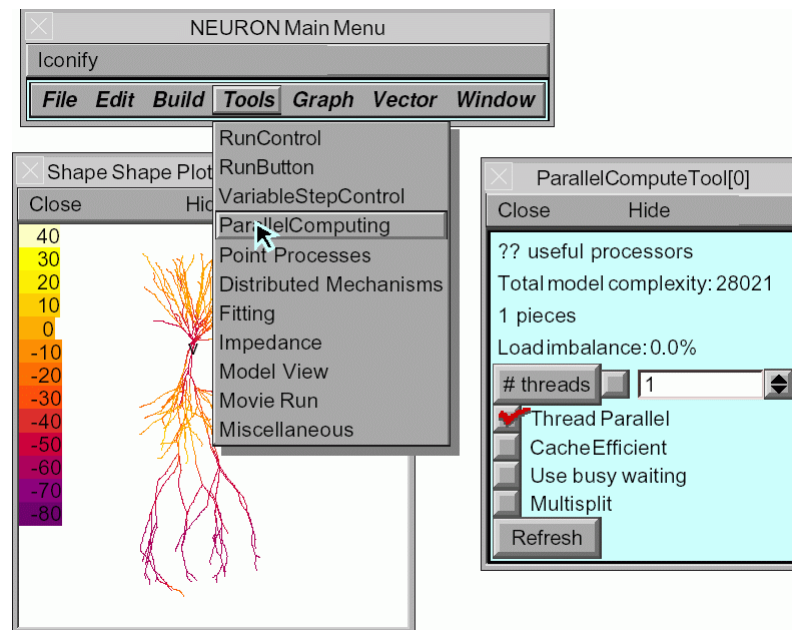 NEURON Main Menu
Iconify
File Edit Build Tools Graph Vector Window
RunControl
RunButton
VariableStepControl
ParallelComputing
Point Processes
Distributed Mechanisms
Fitting
Impedance
Model View
Movie Run
Miscellaneous
Shape Shape Plot
Close
40
30
20
10
0
-10
-20
-30
-40
-50
-60
-70
-80
v
ParallelComputeTool[0]
Close Hide
?? useful processors
Total model complexity: 28021
1 pieces
Load imbalance: 0.0%
# threads 1
Thread Parallel
Cache Efficient
Use busy waiting
Multisplit
Refresh